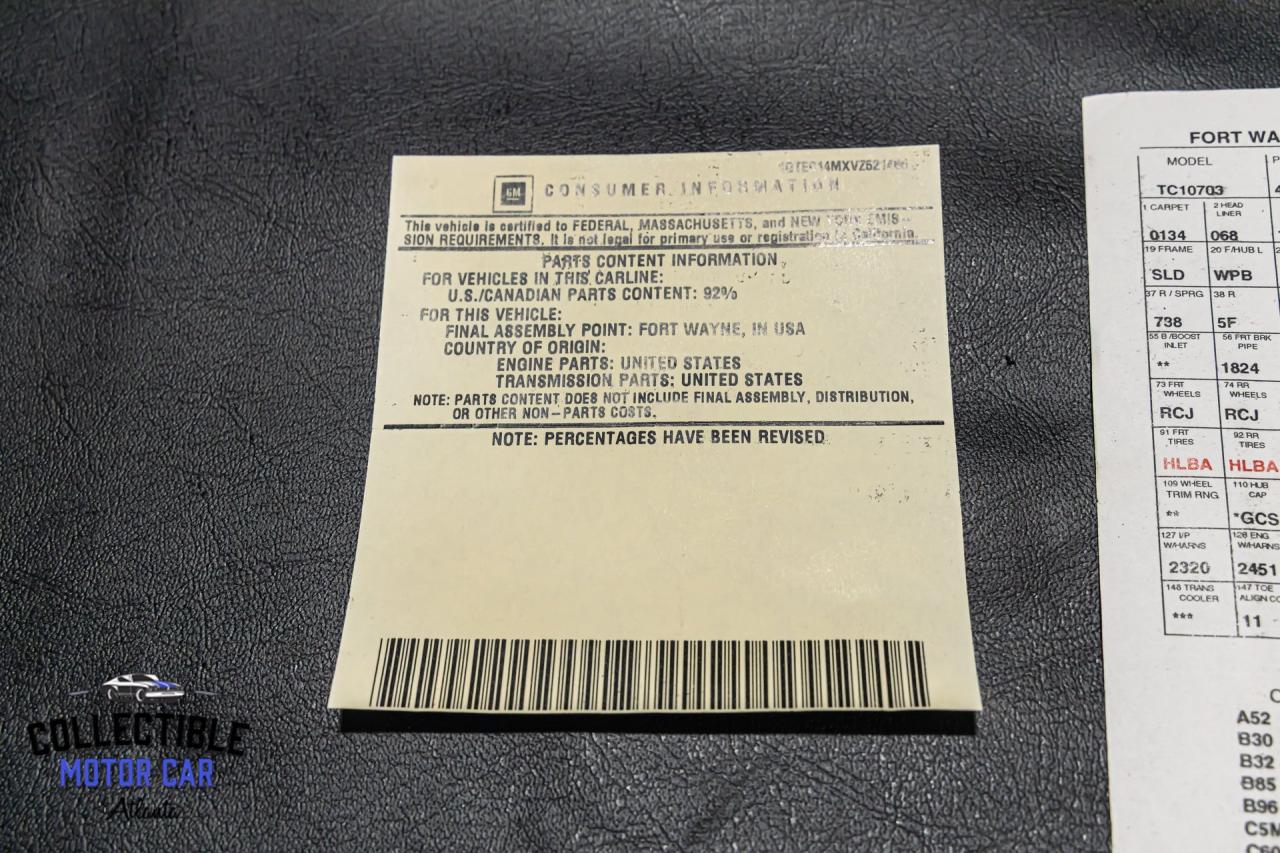 GM CONSUMER INFORMATION
This vehicle is certified to FEDERAL, MASSACHUSETTS, and NEW YORK EMIS-
SION REQUIREMENTS. It is not legal for primary use or registration in California.
PARTS CONTENT INFORMATION
FOR VEHICLES IN THIS CARLINE:
U.S./CANADIAN PARTS CONTENT: 92%
FOR THIS VEHICLE:
FINAL ASSEMBLY POINT: FORT WAYNE, IN USA
COUNTRY OF ORIGIN:
ENGINE PARTS: UNITED STATES
TRANSMISSION PARTS: UNITED STATES
NOTE: PARTS CONTENT DOES NOT INCLUDE FINAL ASSEMBLY, DISTRIBUTION,
OR OTHER NON-PARTS COSTS.
NOTE: PERCENTAGES HAVE BEEN REVISED
FORT WA
MODEL
TC10703
1 CARPET 2 HEAD
LINER
0134 068
19 FRAME 20 F/HUB L
SLD WPB
37 R / SPRG 38 R
738 5F
55 B /BOOST 56 FRT BRK
INLET PIPE
** 1824
73 FRT 74 RR
WHEELS WHEELS
RCJ RCJ
91 FRT 92 RR
TIRES TIRES
HLBA HLBA
109 WHEEL 110 HUB
TRIM RNG CAP
** *GCS
127 I/P 128 ENG
W/HARNS W/HARNS
2320 2451
148 TRANS 147 TOE
COOLER ALIGN CO
*** 11
A52
B30
B32
B85
B96
C5M
C60
COLLECTIBLE
MOTOR CAR
Atlanta